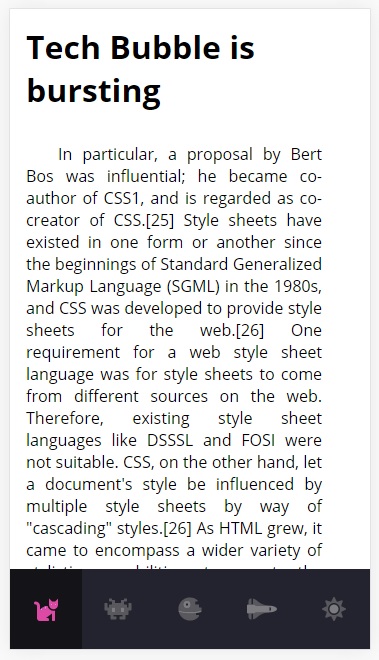 Tech Bubble is
bursting
In particular, a proposal by Bert
Bos was influential; he became co-
author of CSS1, and is regarded as co-
creator of CSS.[25] Style sheets have
existed in one form or another since
the beginnings of Standard Generalized
Markup Language (SGML) in the 1980s,
and CSS was developed to provide style
sheets for the web.[26] One
requirement for a web style sheet
language was for style sheets to come
from different sources on the web.
Therefore, existing style sheet
languages like DSSSL and FOSI were
not suitable. CSS, on the other hand, let
a document's style be influenced by
multiple style sheets by way of
"cascading" styles.[26] As HTML grew, it
came to encompass a wider variety of